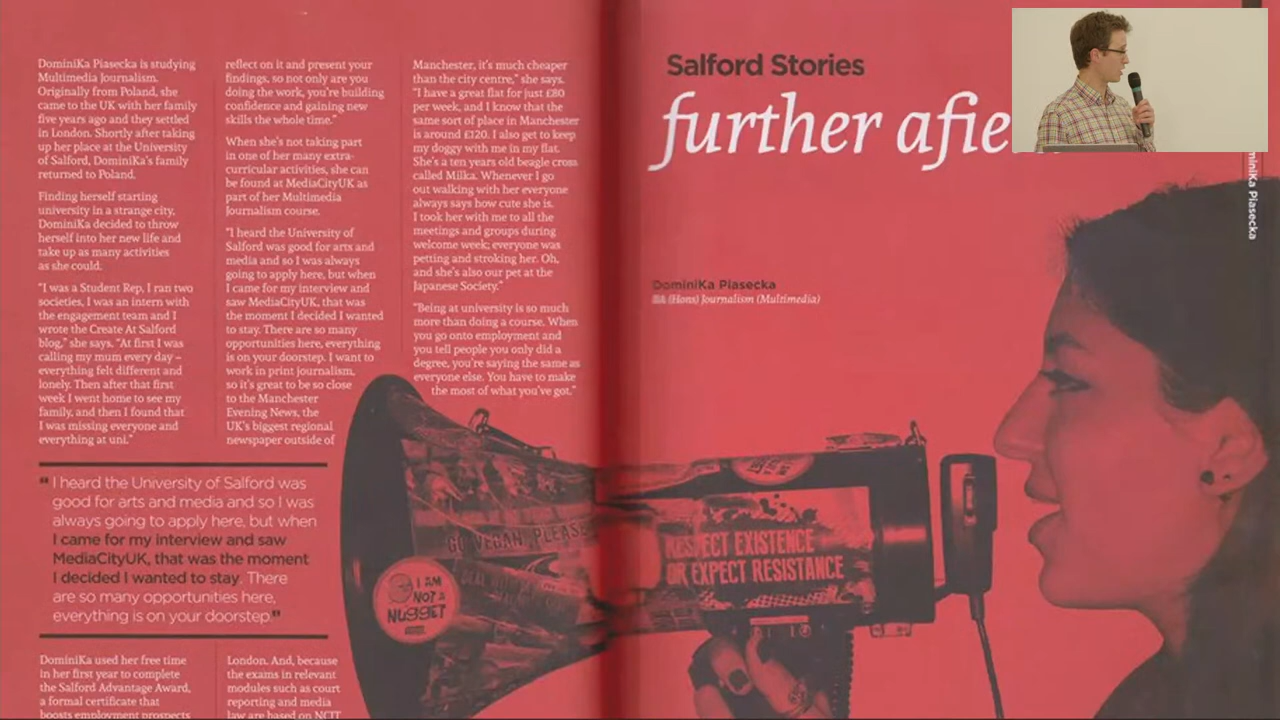 DominiKa Piasecka is studying
Multimedia Journalism.
Originally from Poland, she
came to the UK with her family
five years ago and they settled
in London. Shortly after taking
up her place at the University
of Salford, DominiKa's family
returned to Poland.
Finding herself starting
university in a strange city,
DominiKa decided to throw
herself into her new life and
take up as many activities
as she could.
"I was a Student Rep, I ran two
societies, I was an intern with
the engagement team and I
wrote the Create At Salford
blog," she says. "At first I was
calling my mum every day –
everything felt different and
lonely. Then after that first
week I went home to see my
family, and then I found that
I was missing everyone and
everything at uni."
"I heard the University of Salford was
good for arts and media and so I was
always going to apply here, but when
I came for my interview and saw
MediaCityUK, that was the moment
I decided I wanted to stay. There
are so many opportunities here,
everything is on your doorstep."
DominiKa used her free time
in her first year to complete
the Salford Advantage Award,
a formal certificate that
boosts employment prospects
reflect on it and present your
findings, so not only are you
doing the work, you're building
confidence and gaining new
skills the whole time."
When she's not taking part
in one of her many extra-
curricular activities, she can
be found at MediaCityUK as
part of her Multimedia
Journalism course.
"I heard the University of
Salford was good for arts and
media and so I was always
going to apply here, but when
I came for my interview and
saw MediaCityUK, that was
the moment I decided I wanted
to stay. There are so many
opportunities here, everything
is on your doorstep. I want to
work in print journalism,
so it's great to be so close
to the Manchester
Evening News, the
UK's biggest regional
newspaper outside of
London. And, because
the exams in relevant
modules such as court
reporting and media
law are based on NCTJ
Manchester, it's much cheaper
than the city centre," she says.
"I have a great flat for just £80
per week, and I know that the
same sort of place in Manchester
is around £120. I also get to keep
my doggy with me in my flat.
She's a ten years old beagle cross
called Milka. Whenever I go
out walking with her everyone
always says how cute she is.
I took her with me to all the
meetings and groups during
welcome week; everyone was
petting and stroking her. Oh,
and she's also our pet at the
Japanese Society."
"Being at university is so much
more than doing a course. When
you go onto employment and
you tell people you only did a
degree, you're saying the same as
everyone else. You have to make
the most of what you've got."
Salford Stories
further afie
DominiKa Piasecka
BA (Hons) Journalism (Multimedia)
miniKa Piasecka
GO VEGAN, PLEASE
I AM
NOT A
NUGGET
RESPECT EXISTENCE
OR EXPECT RESISTANCE